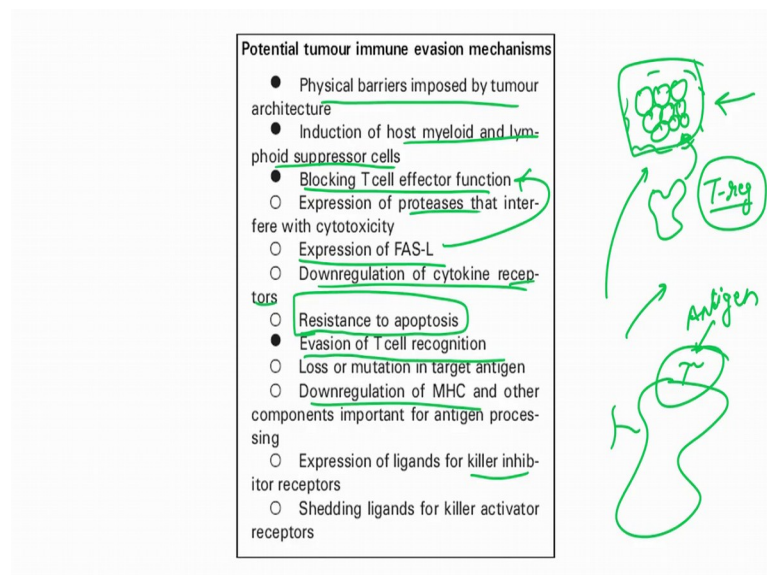 Potential tumour immune evasion mechanisms
● Physical barriers imposed by tumour
architecture
● Induction of host myeloid and lym-
phoid suppressor cells
● Blocking T cell effector function
○ Expression of proteases that inter-
fere with cytotoxicity
○ Expression of FAS-L
○ Downregulation of cytokine recep-
tors
○ Resistance to apoptosis
● Evasion of T cell recognition
○ Loss or mutation in target antigen
○ Downregulation of MHC and other
components important for antigen proces-
sing
○ Expression of ligands for killer inhib-
itor receptors
○ Shedding ligands for killer activator
receptors
T-reg
Antigen
T